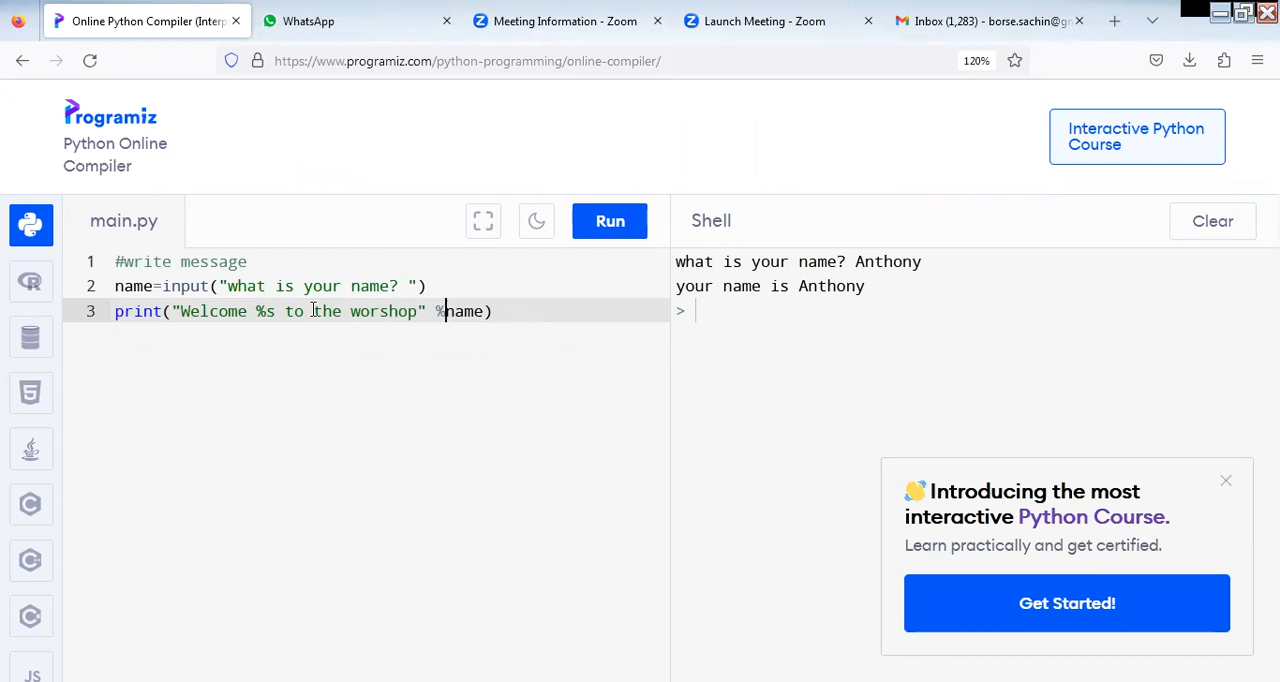 Online Python Compiler (Interp
WhatsApp
Meeting Information - Zoom
Launch Meeting - Zoom
Inbox (1,283) - borse.sachin@gr
https://www.programiz.com/python-programming/online-compiler/
120%
Programiz
Python Online
Compiler
Interactive Python
Course
main.py
Run
Shell
Clear
1 #write message
2 name=input("what is your name? ")
3 print("Welcome %s to the worshop" %name)
what is your name? Anthony
your name is Anthony
>
👋 Introducing the most
interactive Python Course.
Learn practically and get certified.
Get Started!
JS